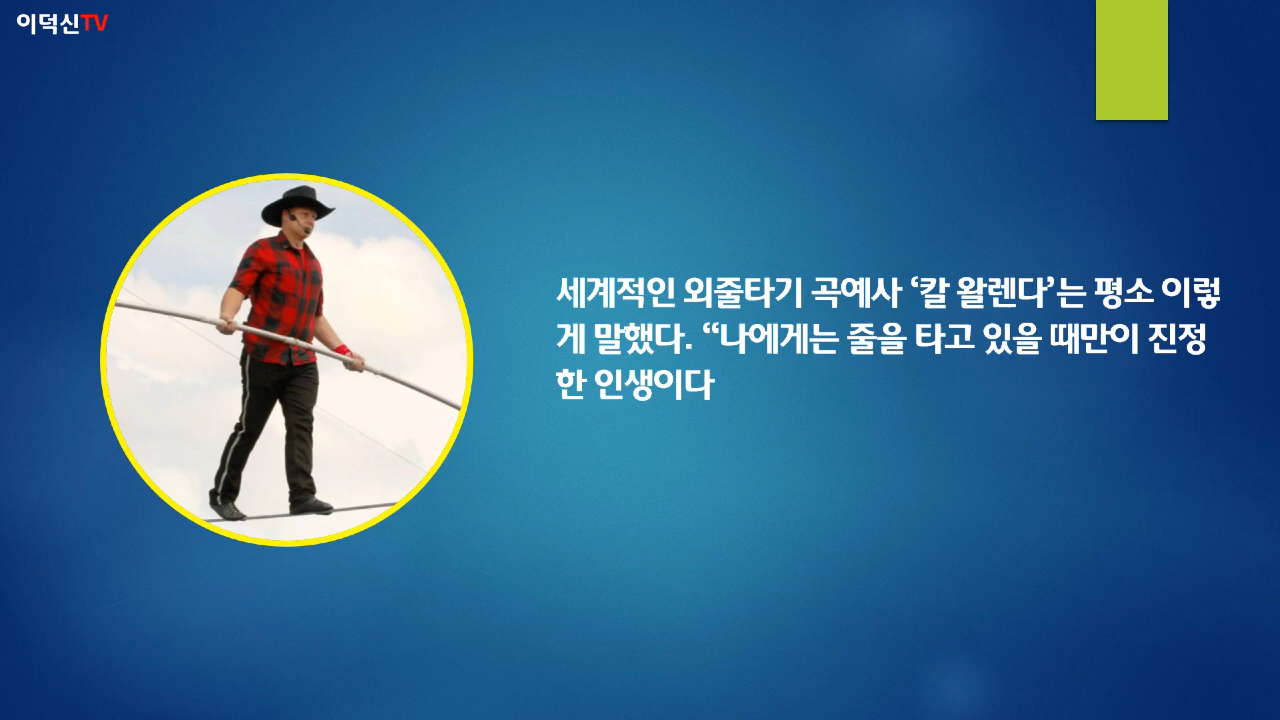 이덕신TV
세계적인 외줄타기 곡예사 ‘칼 왈렌다’는 평소 이렇
게 말했다. “나에게는 줄을 타고 있을 때만이 진정
한 인생이다